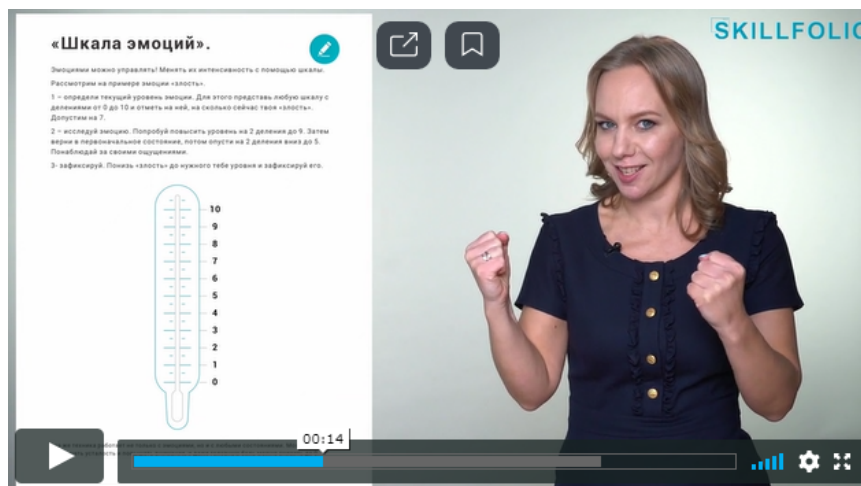 «Шкала эмоций».
SKILLFOLIO
Эмоциями можно управлять! Менять их интенсивность с помощью шкалы.
Рассмотрим на примере эмоции «злость».
1 – определи текущий уровень эмоции. Для этого представь любую шкалу с
делениями от 0 до 10 и отметь на ней, на сколько сейчас твоя «злость».
Допустим на 7.
2 – исследуй эмоцию. Попробуй повысить уровень на 2 деления до 9. Затем
верни в первоначальное состояние, потом опусти на 2 деления вниз до 5.
Понаблюдай за своими ощущениями.
3- зафиксируй. Понизь «злость» до нужного тебе уровня и зафиксируй его.
10
9
8
7
6
5
4
3
2
1
0
00:14